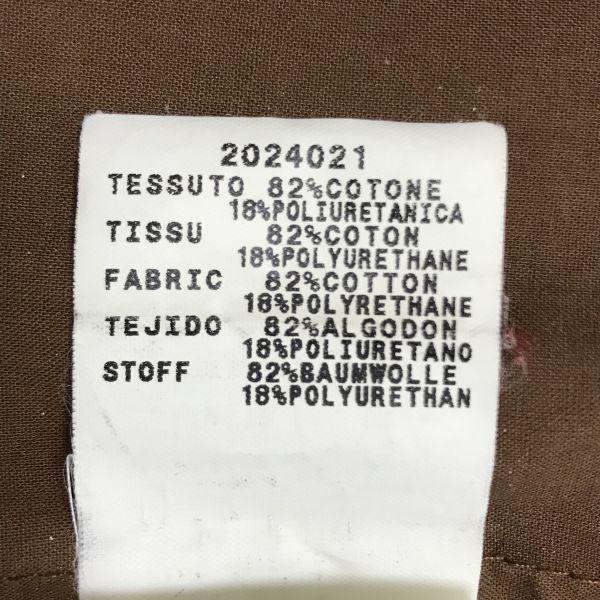 2024021
TESSUTO 82%COTONE
18%POLIURETANICA
TISSU 82%COTON
18%POLYURETHANE
FABRIC 82%COTTON
18%POLYRETHANE
TEJIDO 82%ALGODON
18%POLIURETANO
STOFF 82%BAUMWOLLE
18%POLYURETHAN